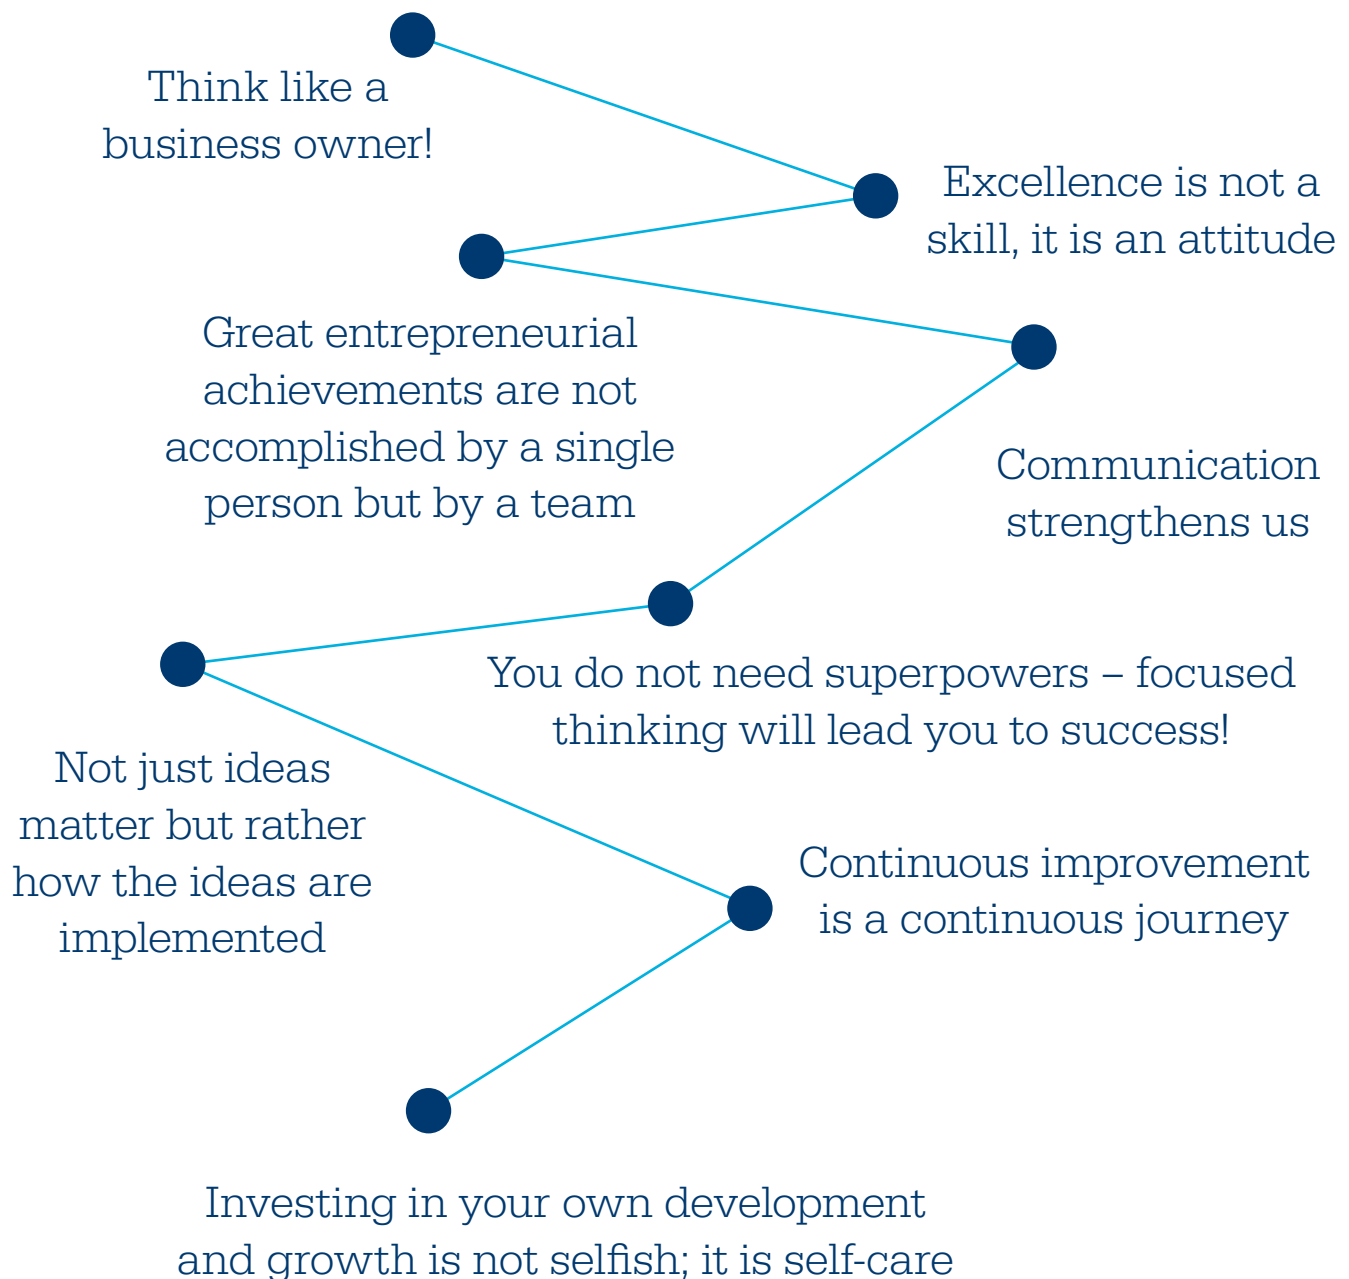 Think like a
business owner!
Excellence is not a
skill, it is an attitude
Great entrepreneurial
achievements are not
accomplished by a single
person but by a team
Communication
strengthens us
You do not need superpowers – focused
thinking will lead you to success!
Not just ideas
matter but rather
how the ideas are
implemented
Continuous improvement
is a continuous journey
Investing in your own development
and growth is not selfish; it is self-care